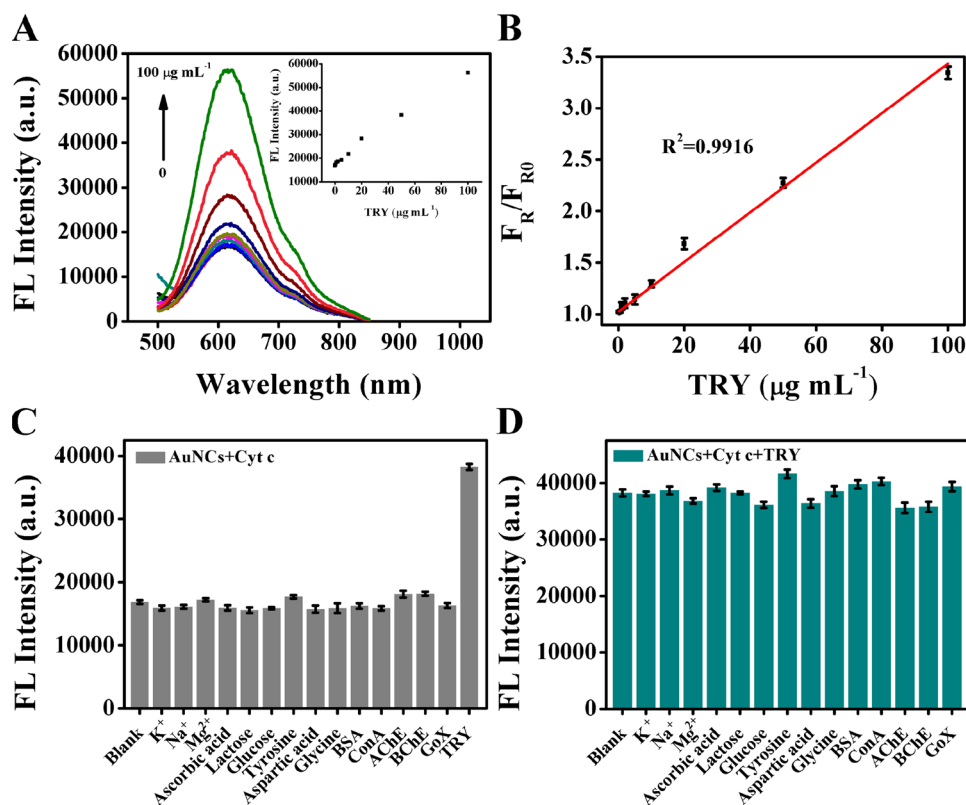 A
FL Intensity (a.u.)
60000
50000
40000
30000
20000
10000
0
100 μg mL⁻¹
0
FL Intensity (a.u.)
60000
50000
40000
30000
20000
10000
0 20 40 60 80 100
TRY (μg mL⁻¹)
500 600 700 800 900 1000
Wavelength (nm)
B
F_R/F_R0
3.5
3.0
2.5
2.0
1.5
1.0
R²=0.9916
0 20 40 60 80 100
TRY (μg mL⁻¹)
C
FL Intensity (a.u.)
40000
30000
20000
10000
0
AuNCs+Cyt c
Blank
K⁺
Na⁺
Mg²⁺
Ascorbic acid
Lactose
Glucose
Tyrosine
Aspartic acid
Glycine
BSA
ConA
AChE
BChE
GoX
TRY
D
FL Intensity (a.u.)
40000
30000
20000
10000
0
AuNCs+Cyt c+TRY
Blank
K⁺
Na⁺
Mg²⁺
Ascorbic acid
Lactose
Glucose
Tyrosine
Aspartic acid
Glycine
BSA
ConA
AChE
BChE
GoX